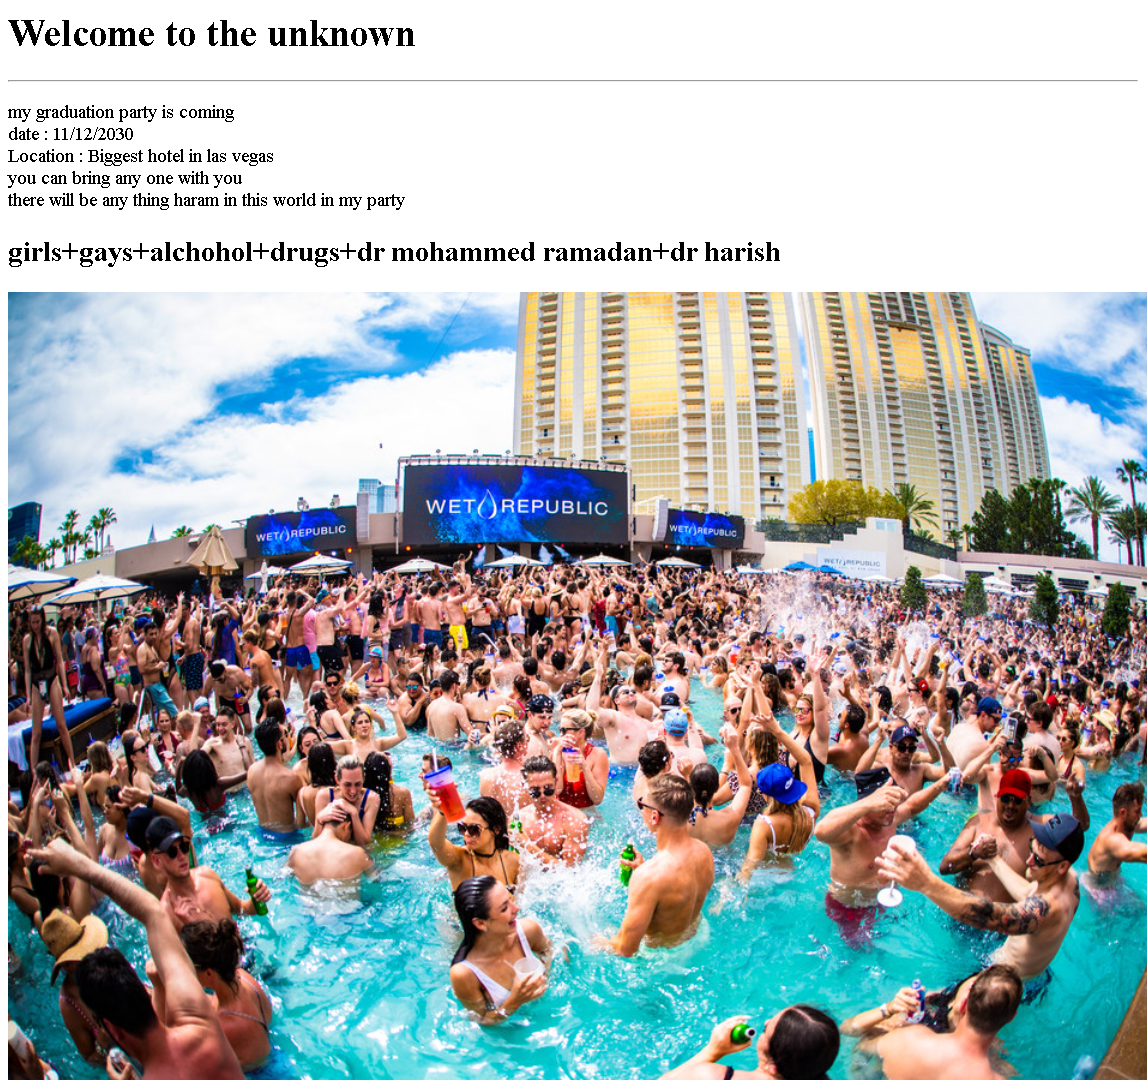 Welcome to the unknown
my graduation party is coming
date : 11/12/2030
Location : Biggest hotel in las vegas
you can bring any one with you
there will be any thing haram in this world in my party
girls+gays+alchohol+drugs+dr mohammed ramadan+dr harish
WET REPUBLIC
WET REPUBLIC
WET REPUBLIC
WET REPUBLIC